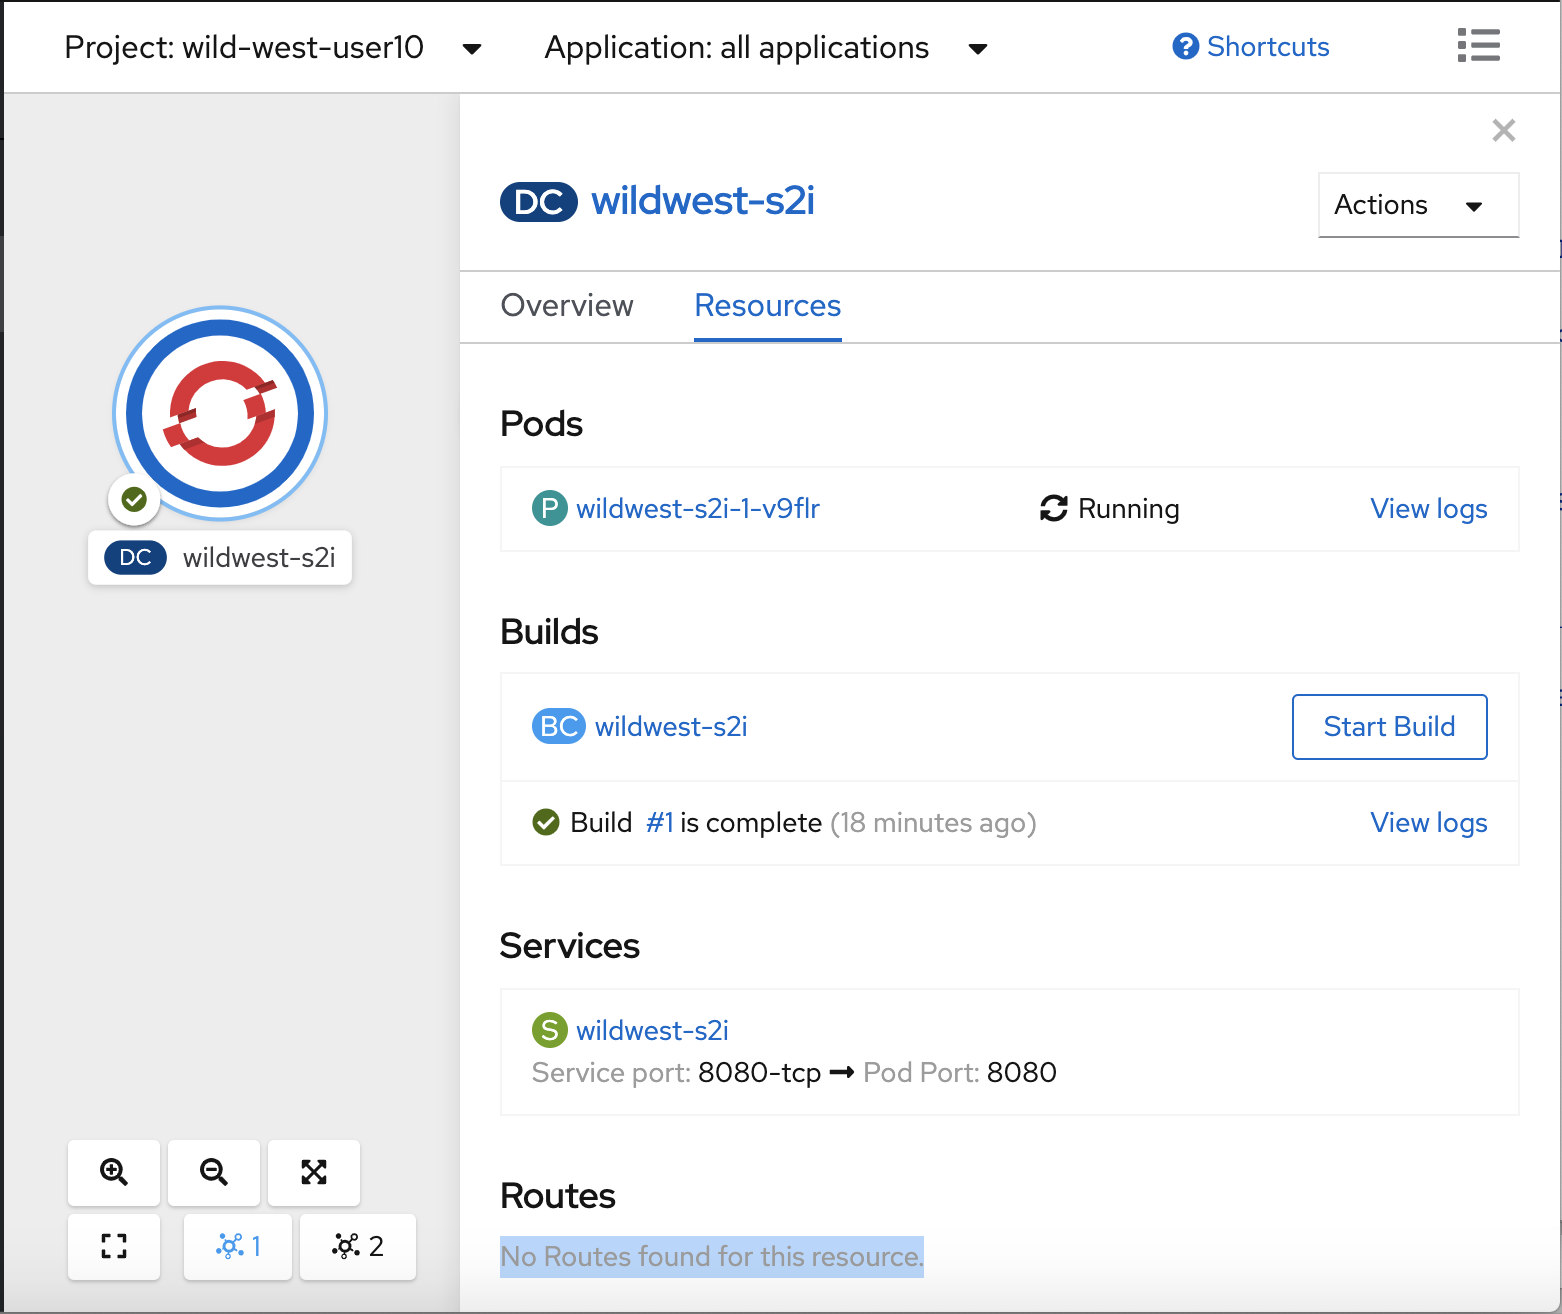 Project: wild-west-user10 Application: all applications Shortcuts
DC wildwest-s2i
Actions
Overview Resources
DC wildwest-s2i
Pods
P wildwest-s2i-1-v9flr Running View logs
Builds
BC wildwest-s2i Start Build
Build #1 is complete (18 minutes ago) View logs
Services
S wildwest-s2i
Service port: 8080-tcp → Pod Port: 8080
Routes
No Routes found for this resource.
1 2